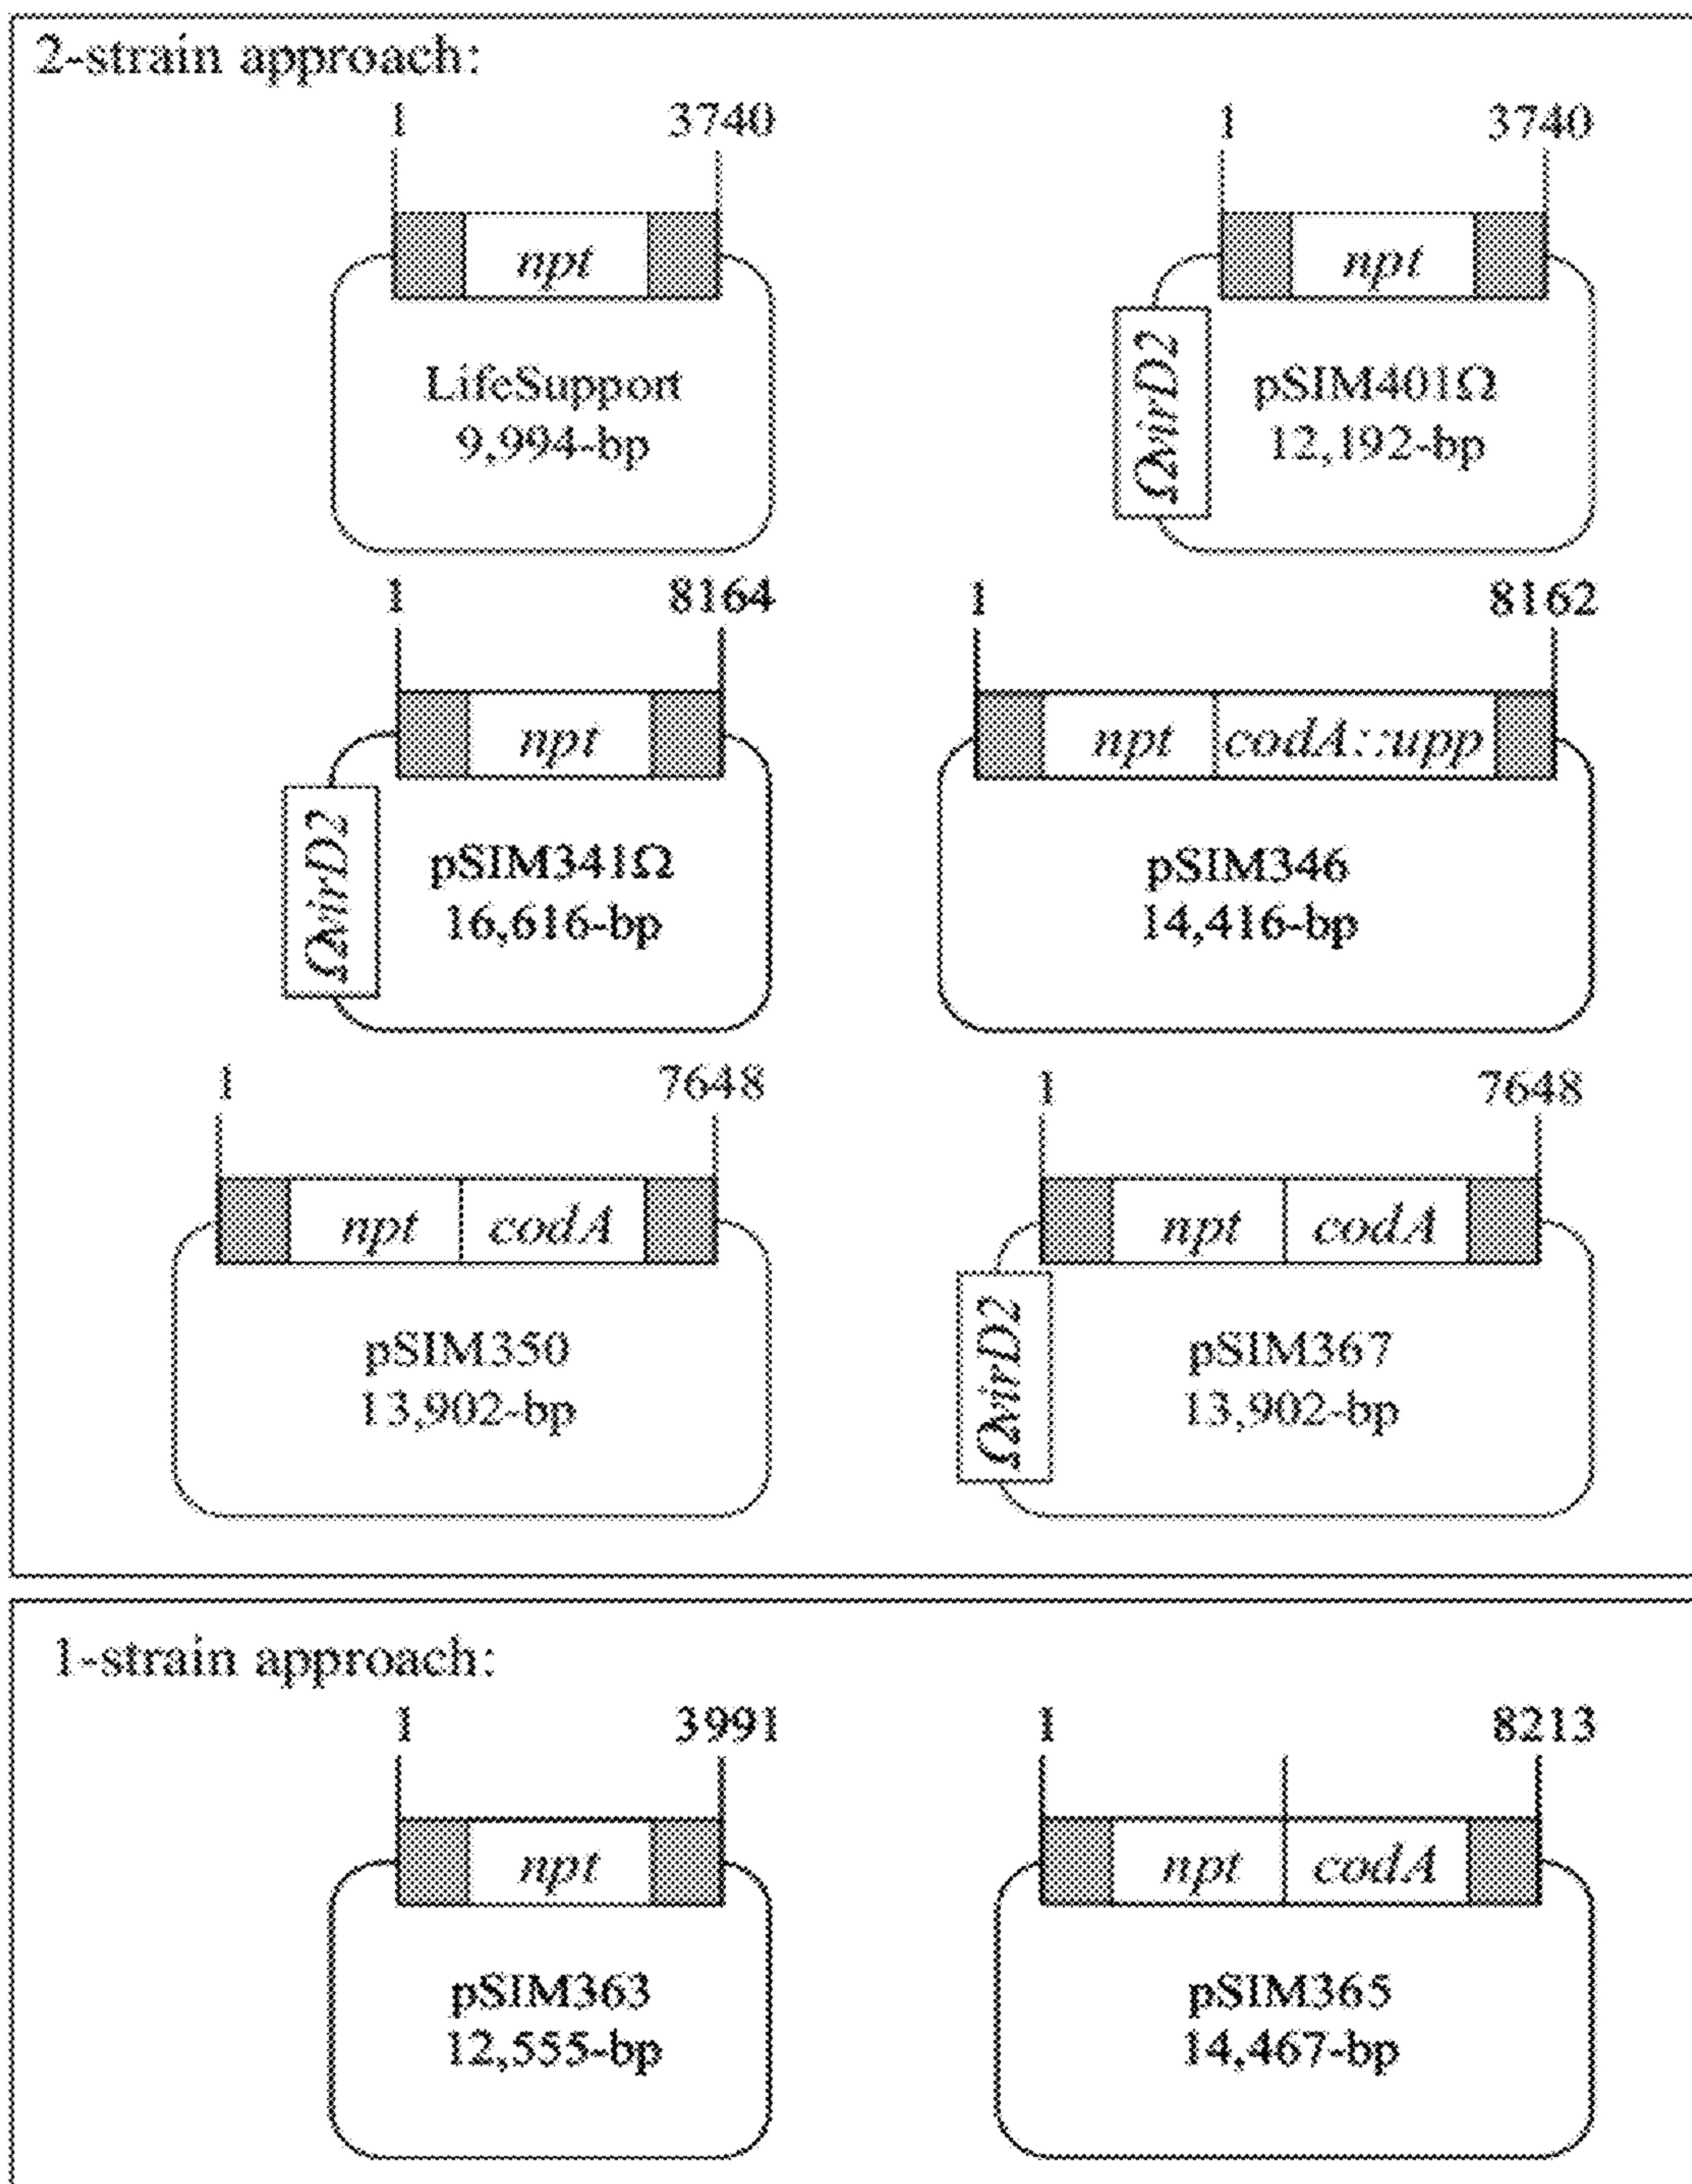 2-strain approach:
1 3740
npt
LifeSupport
9,994-bp
1 3740
npt
ΩvirD2
pSIM401Ω
12,192-bp
1 8164
npt
ΩvirD2
pSIM341Ω
16,616-bp
1 8162
npt codA::upp
pSIM346
14,416-bp
1 7648
npt codA
pSIM350
13,902-bp
1 7648
npt codA
ΩvirD2
pSIM367
13,902-bp
1-strain approach:
1 3991
npt
pSIM363
12,555-bp
1 8213
npt codA
pSIM365
14,467-bp